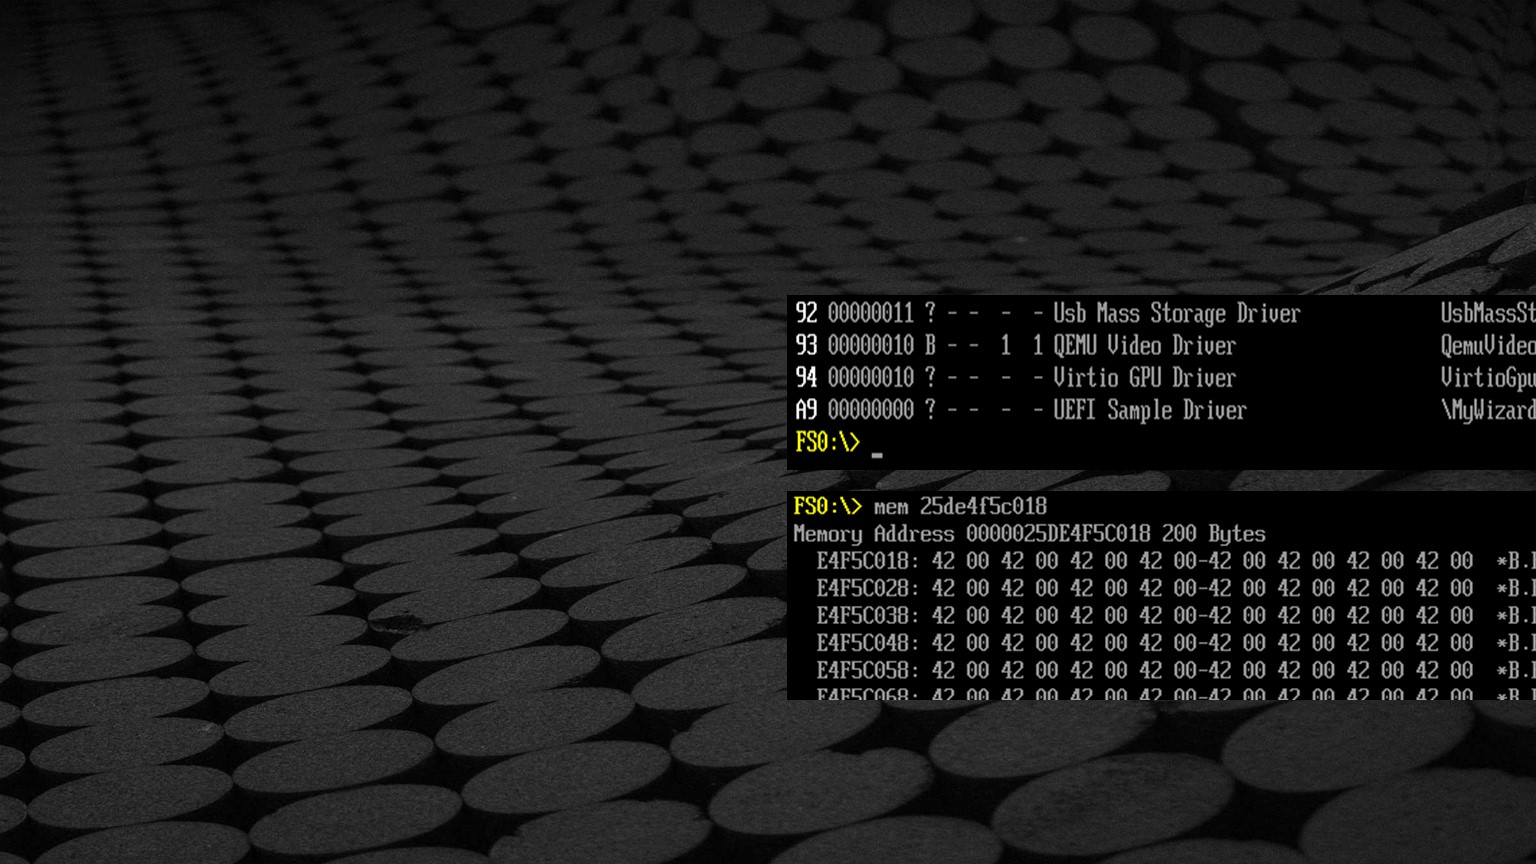 92 00000011 ? - - - - Usb Mass Storage Driver UsbMassSt
93 00000010 B - - 1 1 QEMU Video Driver QemuVideo
94 00000010 ? - - - - Virtio GPU Driver VirtioGpu
A9 00000000 ? - - - - UEFI Sample Driver \MyWizard
FS0:\> _
FS0:\> mem 25de4f5c018
Memory Address 0000025DE4F5C018 200 Bytes
E4F5C018: 42 00 42 00 42 00 42 00-42 00 42 00 42 00 42 00 *B.
E4F5C028: 42 00 42 00 42 00 42 00-42 00 42 00 42 00 42 00 *B.
E4F5C038: 42 00 42 00 42 00 42 00-42 00 42 00 42 00 42 00 *B.
E4F5C048: 42 00 42 00 42 00 42 00-42 00 42 00 42 00 42 00 *B.
E4F5C058: 42 00 42 00 42 00 42 00-42 00 42 00 42 00 42 00 *B.
E4F5C068: 42 00 42 00 42 00 42 00-42 00 42 00 42 00 42 00 *B.